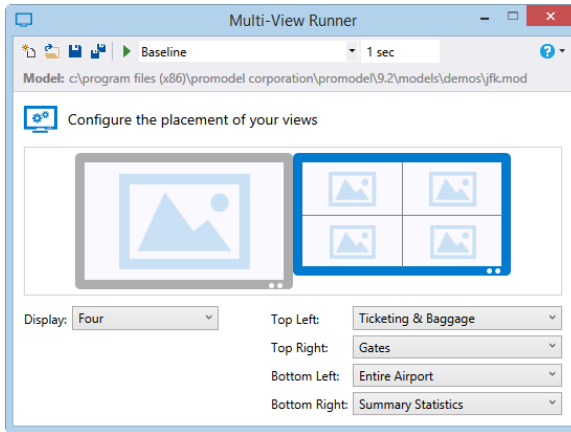 Multi-View Runner
Baseline 1 sec
Model: c:\program files (x86)\promodel corporation\promodel\9.2\models\demos\jfk.mod
Configure the placement of your views
Display: Four Top Left: Ticketing & Baggage
Top Right: Gates
Bottom Left: Entire Airport
Bottom Right: Summary Statistics